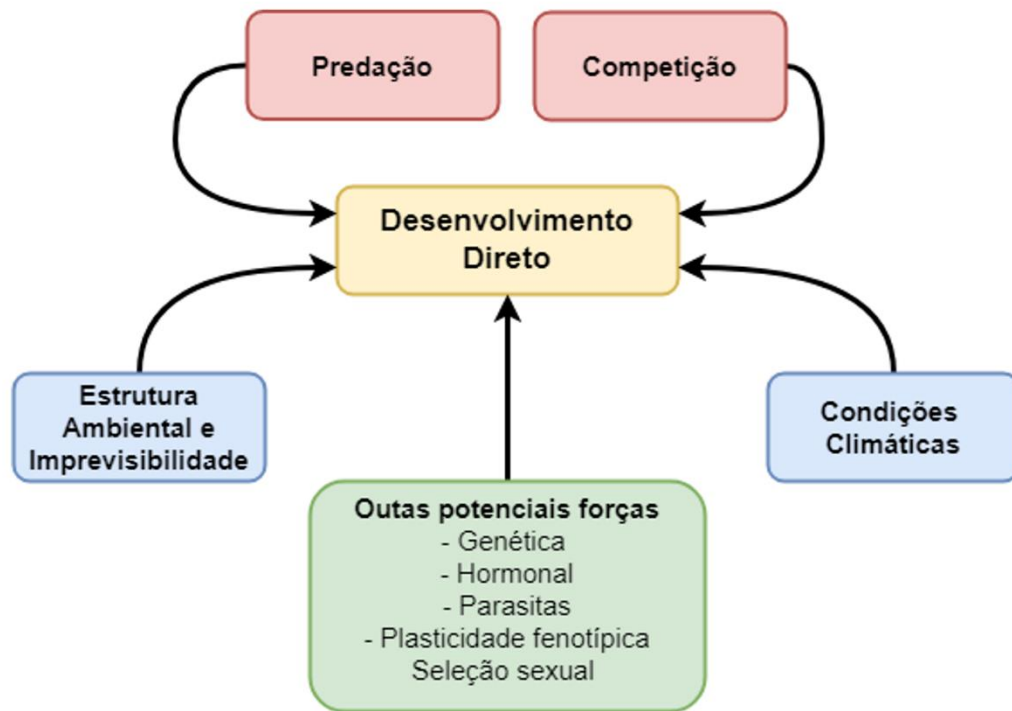 Predação
Competição
Desenvolvimento
Direto
Estrutura
Ambiental e
Imprevisibilidade
Condições
Climáticas
Outas potenciais forças
- Genética
- Hormonal
- Parasitas
- Plasticidade fenotípica
Seleção sexual